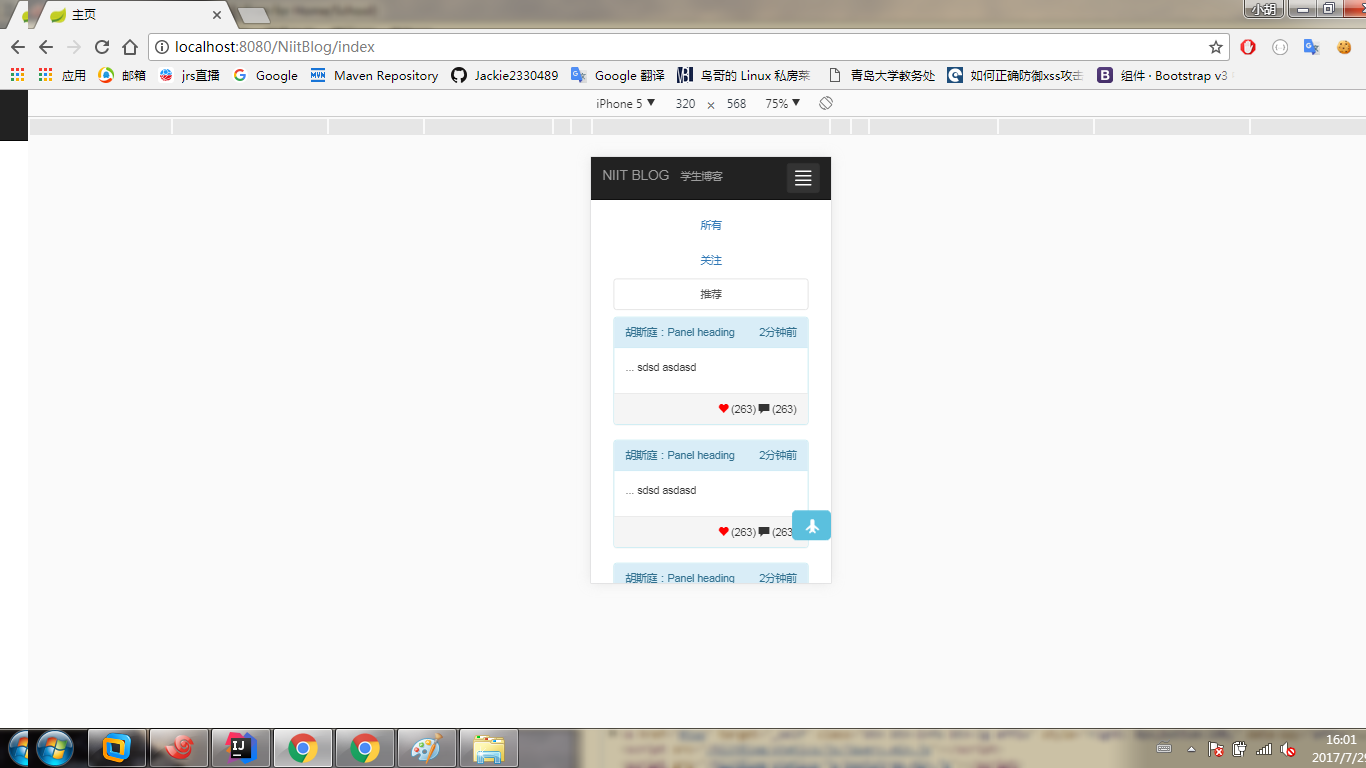 主页
小胡
localhost:8080/NiitBlog/index
应用 邮箱 jrs直播 Google Maven Repository Jackie2330489 Google 翻译 鸟哥的 Linux 私房菜 青岛大学教务处 如何正确防御xss攻击 组件 · Bootstrap v3
iPhone 5 ▼ 320 × 568 75% ▼
NIIT BLOG 学生博客
所有
关注
推荐
胡斯庭 : Panel heading 2分钟前
... sdsd asdasd
(263) (263)
胡斯庭 : Panel heading 2分钟前
... sdsd asdasd
(263) (263
胡斯庭 : Panel heading 2分钟前
16:01
2017/7/29